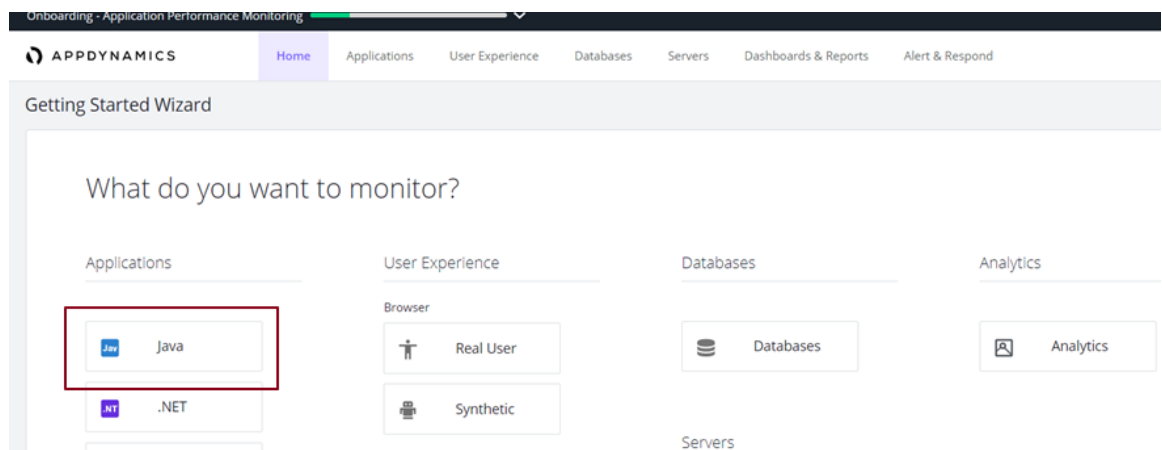 Onboarding - Application Performance Monitoring
APPDYNAMICS Home Applications User Experience Databases Servers Dashboards & Reports Alert & Respond
Getting Started Wizard
What do you want to monitor?
Applications User Experience Databases Analytics
Browser
Jav Java Real User Databases Analytics
.NT .NET Synthetic
Servers